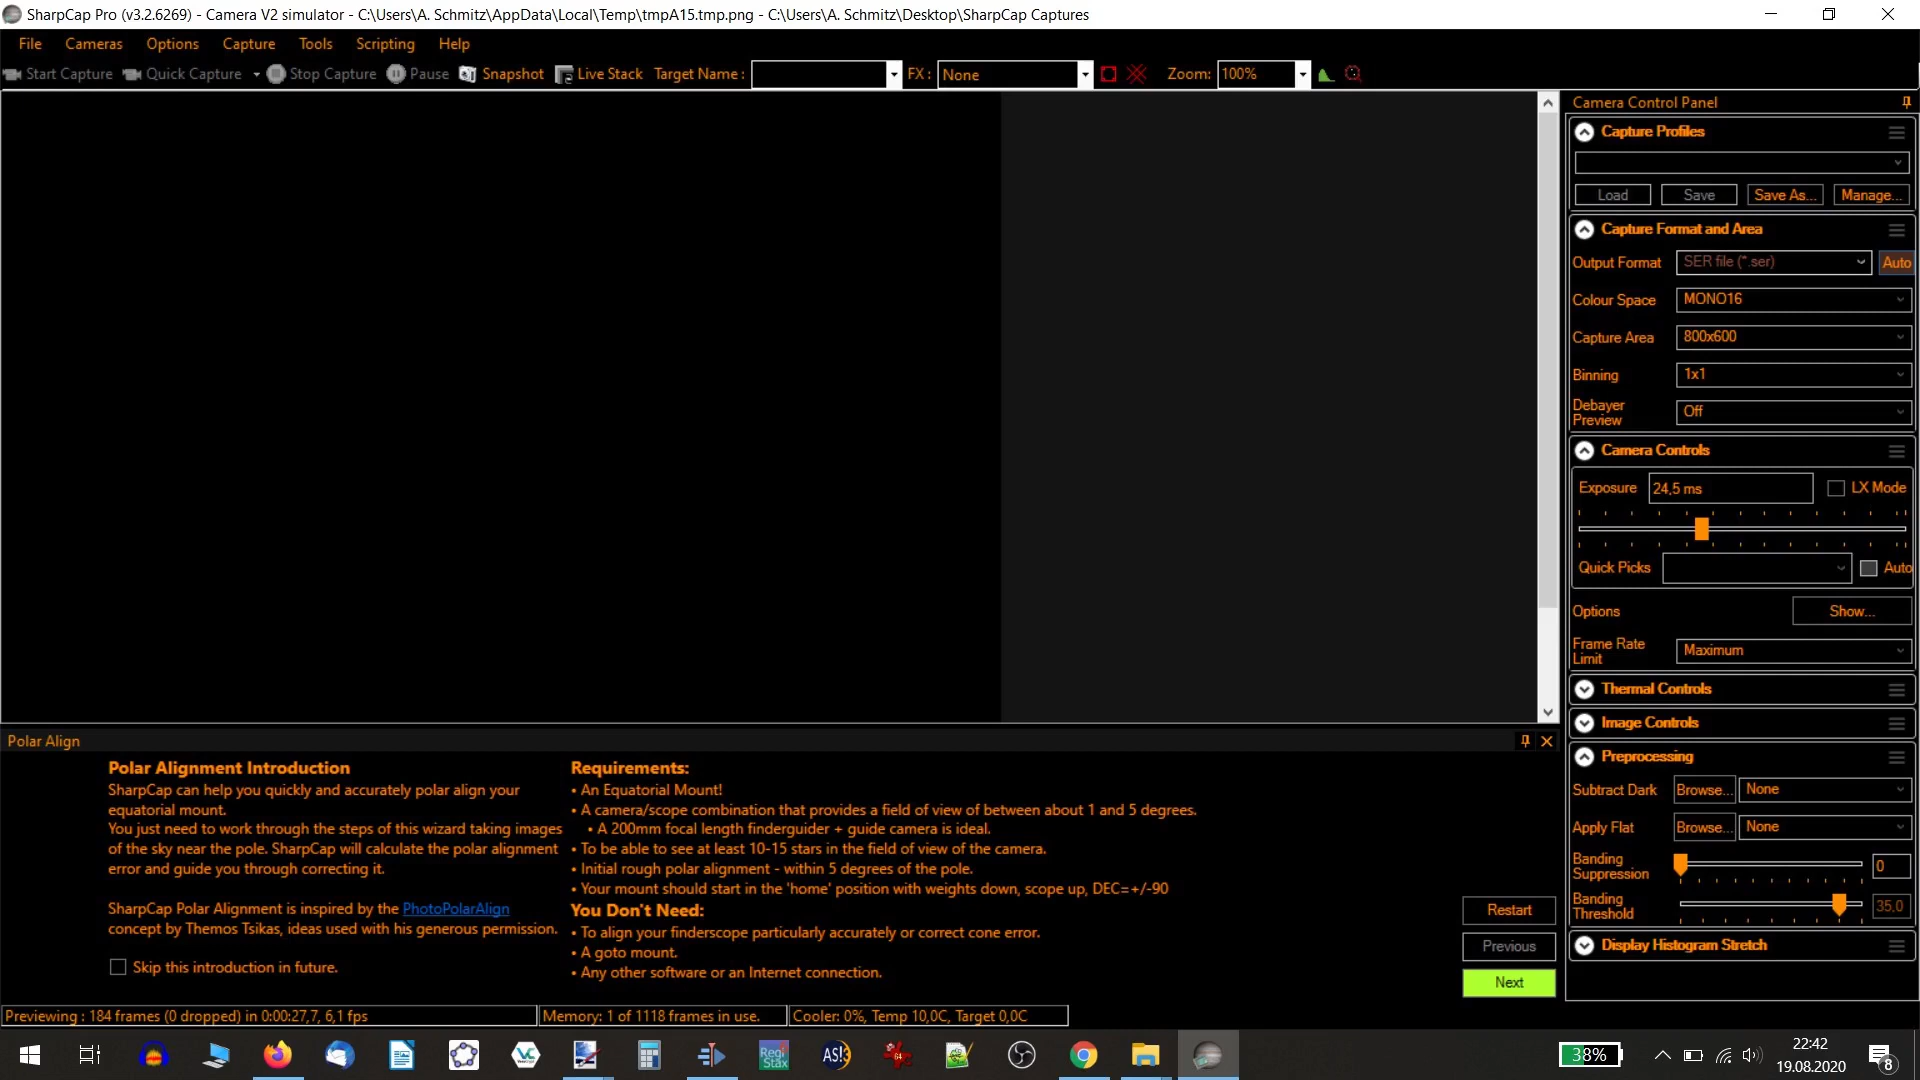 SharpCap Pro (v3.2.6269) - Camera V2 simulator - C:\Users\A. Schmitz\AppData\Local\Temp\tmpA15.tmp.png - C:\Users\A. Schmitz\Desktop\SharpCap Captures
File Cameras Options Capture Tools Scripting Help
Start Capture Quick Capture Stop Capture Pause Snapshot Live Stack Target Name : FX : None Zoom: 100%
Camera Control Panel
Capture Profiles
Load Save Save As... Manage...
Capture Format and Area
Output Format SER file (*.ser) Auto
Colour Space MONO16
Capture Area 800x600
Binning 1x1
Debayer Preview Off
Camera Controls
Exposure 24,5 ms LX Mode
Quick Picks Auto
Options Show...
Frame Rate Limit Maximum
Thermal Controls
Image Controls
Preprocessing
Subtract Dark Browse... None
Apply Flat Browse... None
Banding Suppression 0
Banding Threshold 35,0
Display Histogram Stretch
Polar Align
Polar Alignment Introduction
SharpCap can help you quickly and accurately polar align your
equatorial mount.
You just need to work through the steps of this wizard taking images
of the sky near the pole. SharpCap will calculate the polar alignment
error and guide you through correcting it.
SharpCap Polar Alignment is inspired by the PhotoPolarAlign
concept by Themos Tsikas, ideas used with his generous permission.
Skip this introduction in future.
Requirements:
• An Equatorial Mount!
• A camera/scope combination that provides a field of view of between about 1 and 5 degrees.
• A 200mm focal length finderguider + guide camera is ideal.
• To be able to see at least 10-15 stars in the field of view of the camera.
• Initial rough polar alignment - within 5 degrees of the pole.
• Your mount should start in the 'home' position with weights down, scope up, DEC=+/-90
You Don't Need:
• To align your finderscope particularly accurately or correct cone error.
• A goto mount.
• Any other software or an Internet connection.
Restart
Previous
Next
Previewing : 184 frames (0 dropped) in 0:00:27,7, 6,1 fps Memory: 1 of 1118 frames in use. Cooler: 0%, Temp 10,0C, Target 0,0C
Regi Stax AS!3 64 38% 22:42
19.08.2020 8